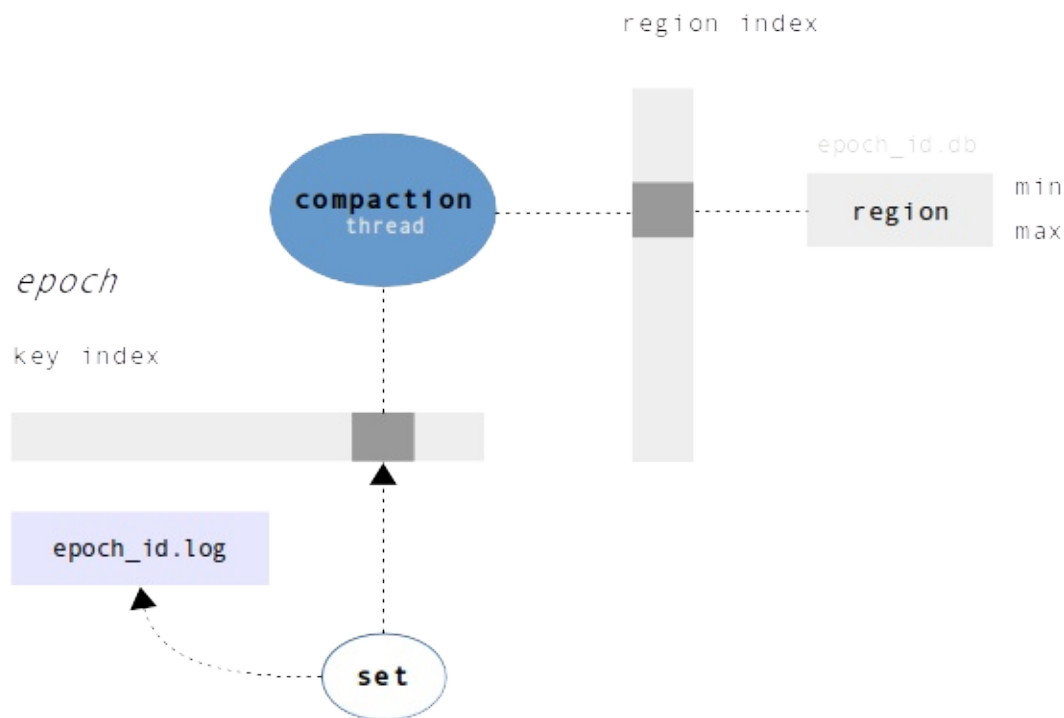 region index
epoch_id.db
min
region
max
compaction
thread
epoch
key index
epoch_id.log
set